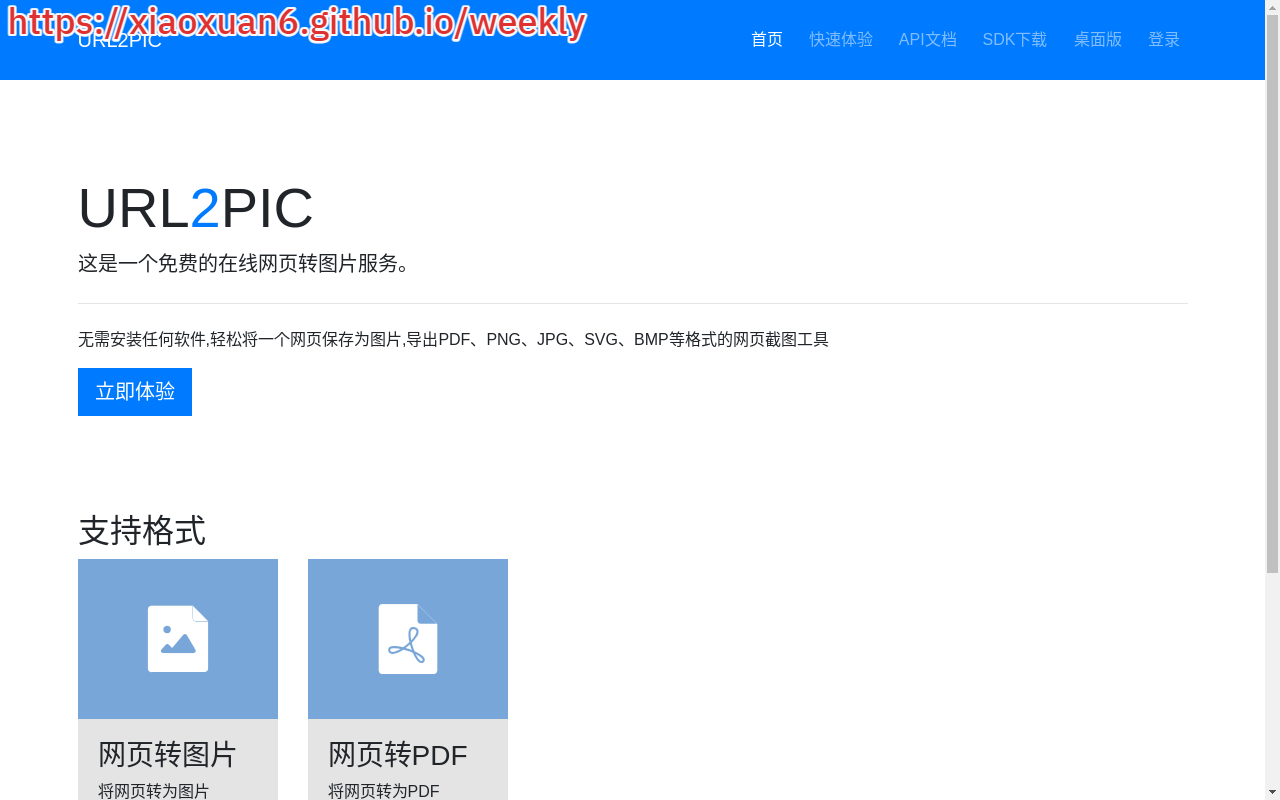 https://xiaoxuan6.github.io/weekly
URL2PIC
首页 快速体验 API文档 SDK下载 桌面版 登录
URL2PIC
这是一个免费的在线网页转图片服务。
无需安装任何软件,轻松将一个网页保存为图片,导出PDF、PNG、JPG、SVG、BMP等格式的网页截图工具
立即体验
支持格式
网页转图片 网页转PDF
将网页转为图片 将网页转为PDF